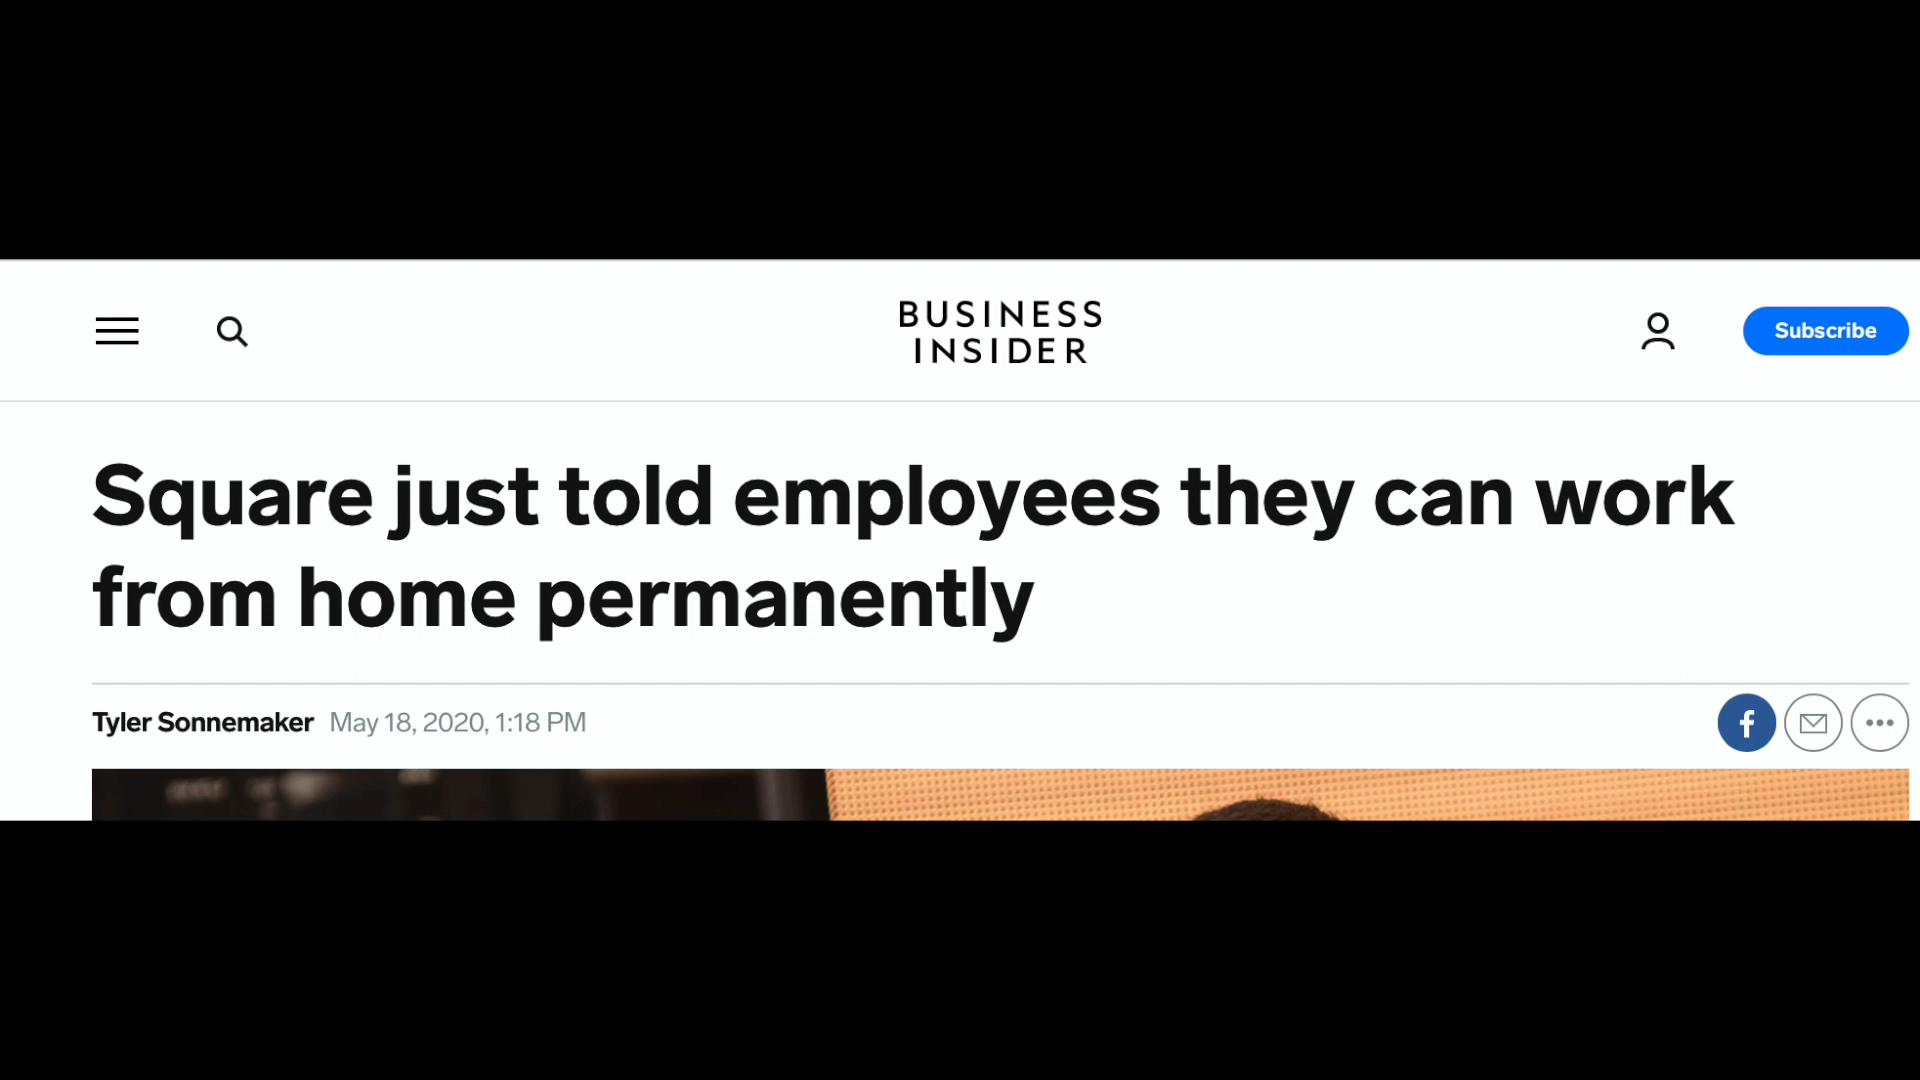 BUSINESS
INSIDER
Subscribe
Square just told employees they can work
from home permanently
Tyler Sonnemaker May 18, 2020, 1:18 PM